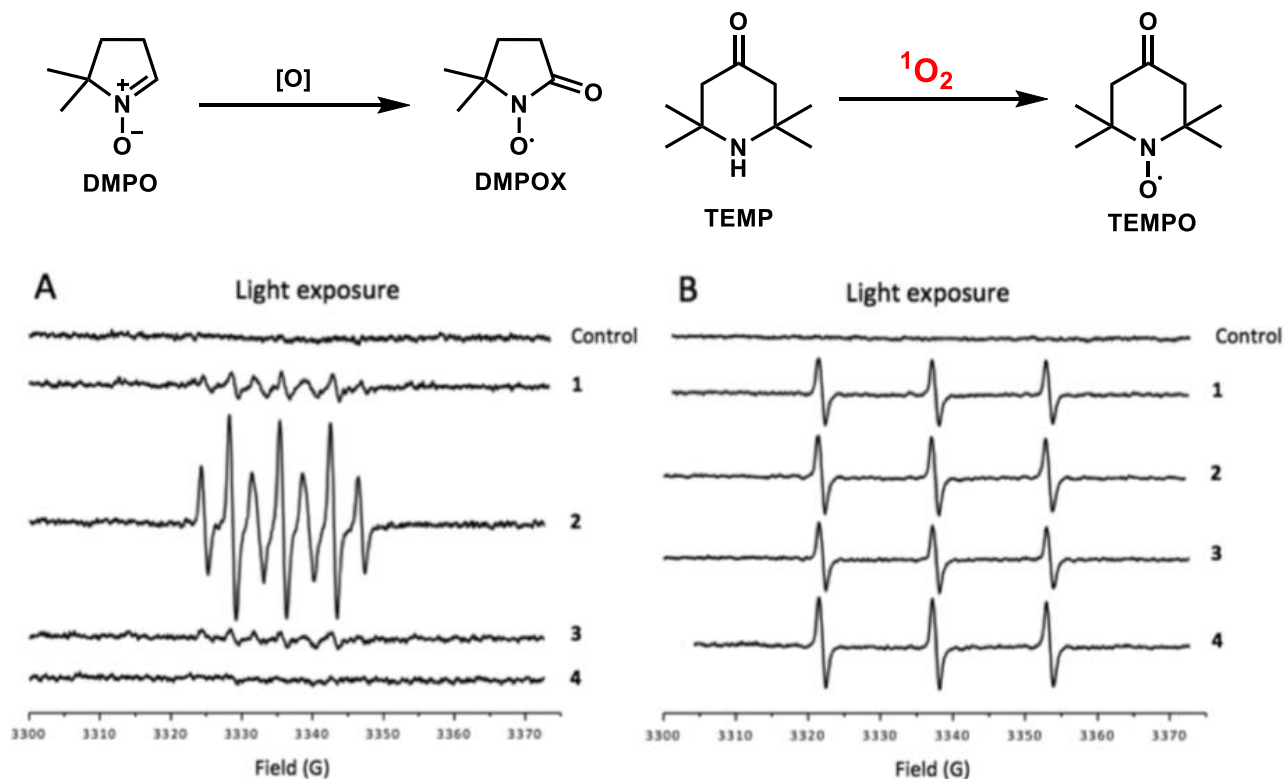 [O]
N
+
O
−
DMPO
N
O
O·
DMPOX
O
N
H
TEMP
¹O₂
O
N
O·
TEMPO
A
Light exposure
Control
1
2
3
4
3300 3310 3320 3330 3340 3350 3360 3370
Field (G)
B
Light exposure
Control
1
2
3
4
3300 3310 3320 3330 3340 3350 3360 3370
Field (G)